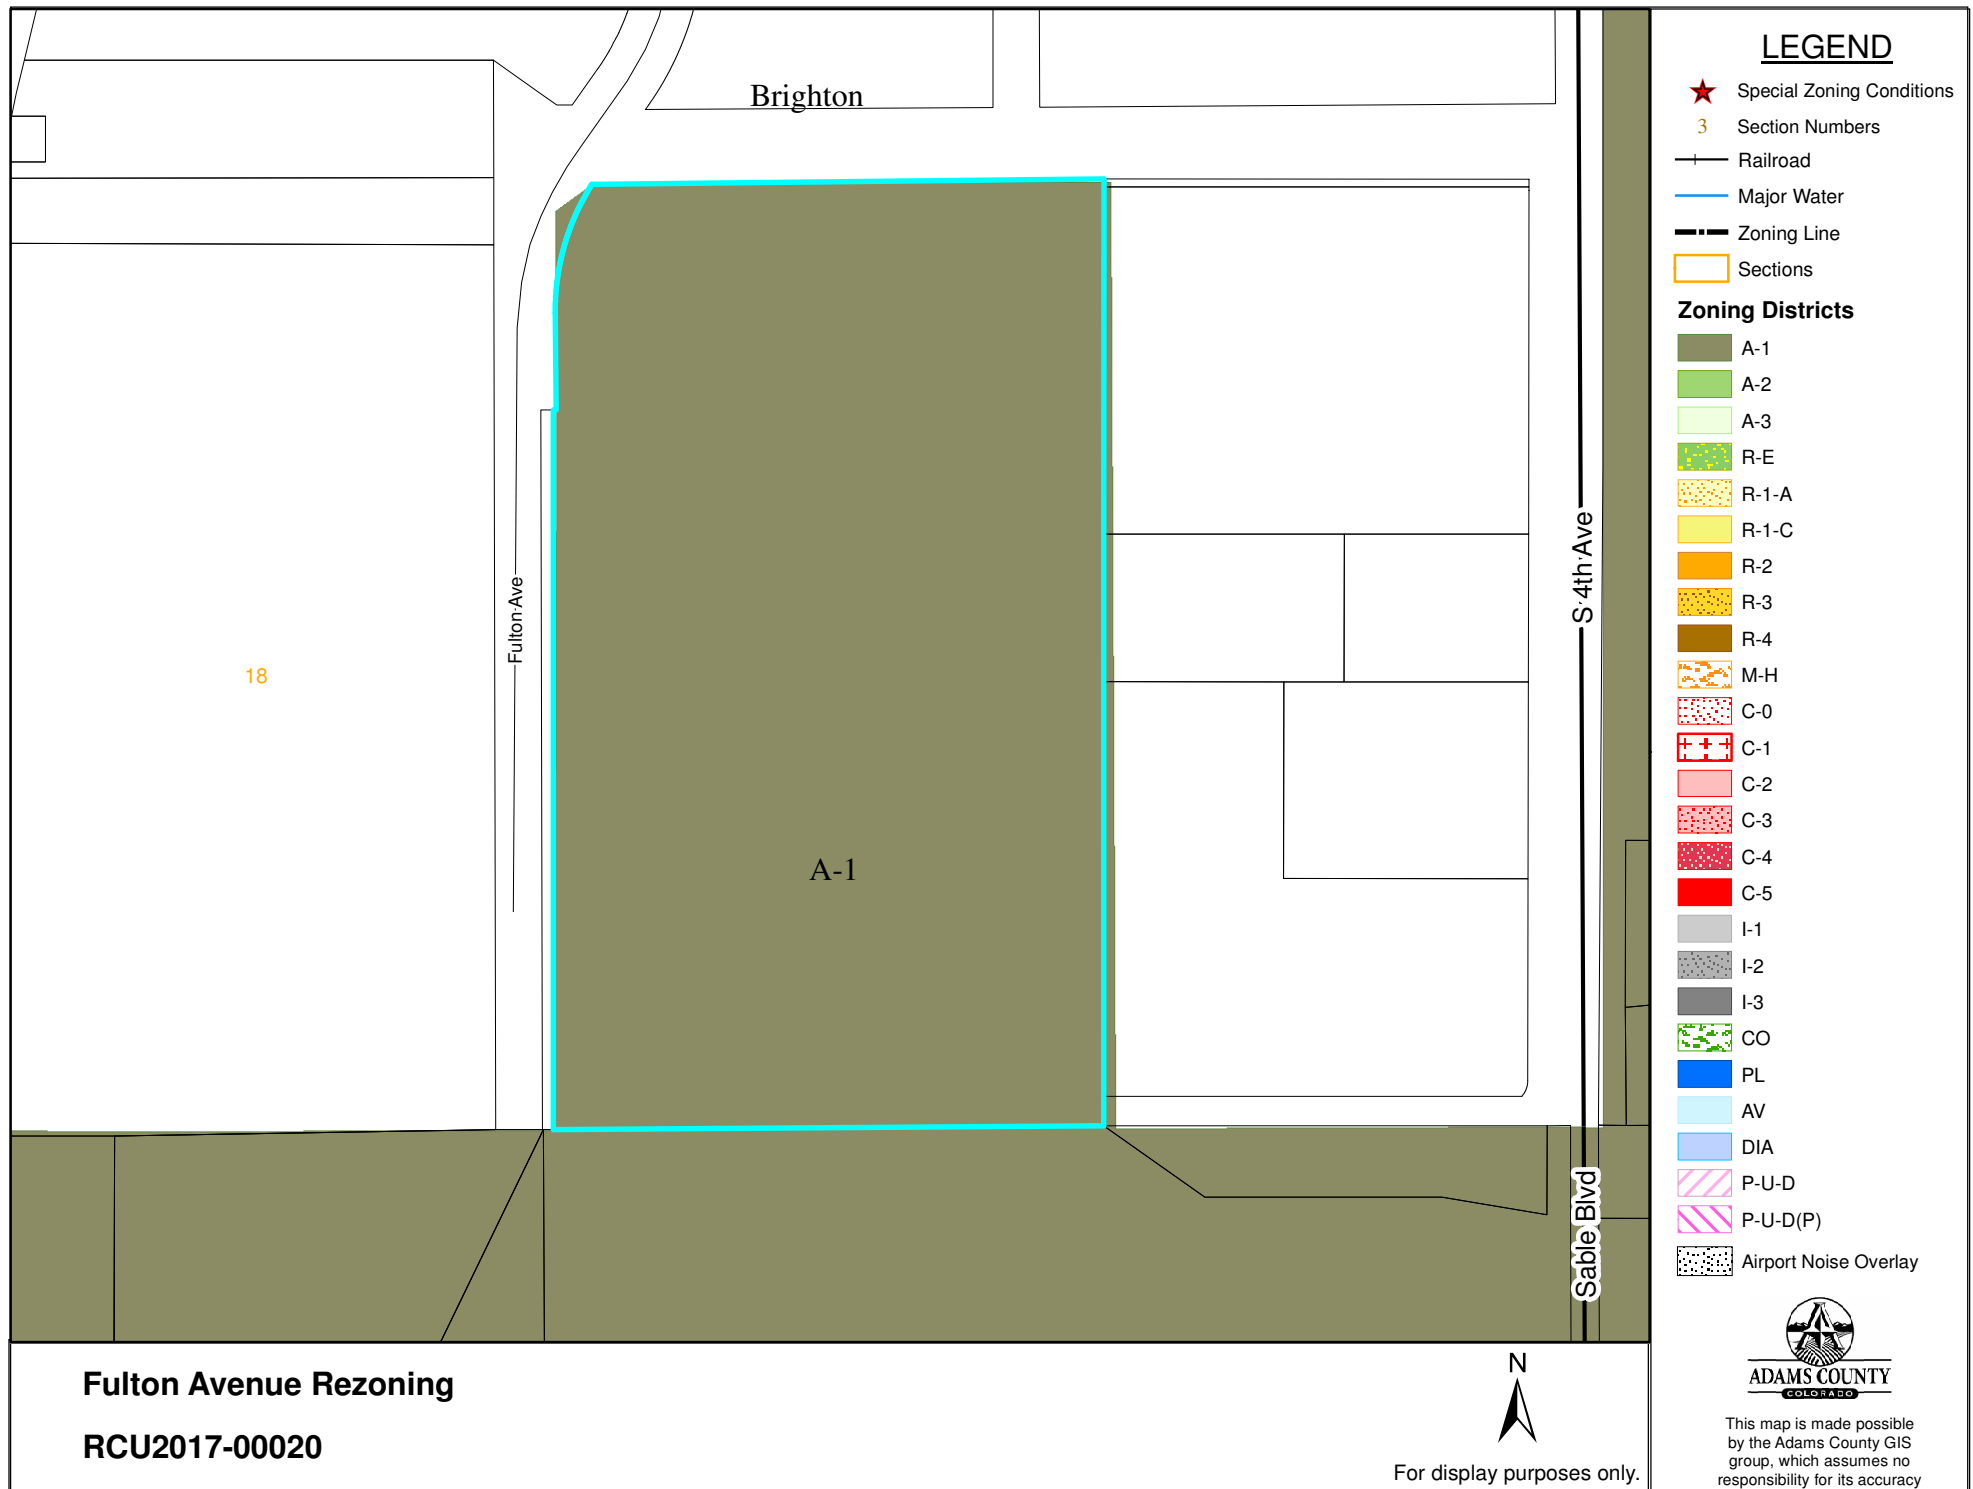 Brighton
Fulton Ave
18
A-1
S 4th Ave
Sable Blvd
LEGEND
Special Zoning Conditions
3 Section Numbers
Railroad
Major Water
Zoning Line
Sections
Zoning Districts
A-1
A-2
A-3
R-E
R-1-A
R-1-C
R-2
R-3
R-4
M-H
C-0
C-1
C-2
C-3
C-4
C-5
I-1
I-2
I-3
CO
PL
AV
DIA
P-U-D
P-U-D(P)
Airport Noise Overlay
ADAMS COUNTY
COLORADO
This map is made possible
by the Adams County GIS
group, which assumes no
responsibility for its accuracy
Fulton Avenue Rezoning
RCU2017-00020
N
For display purposes only.